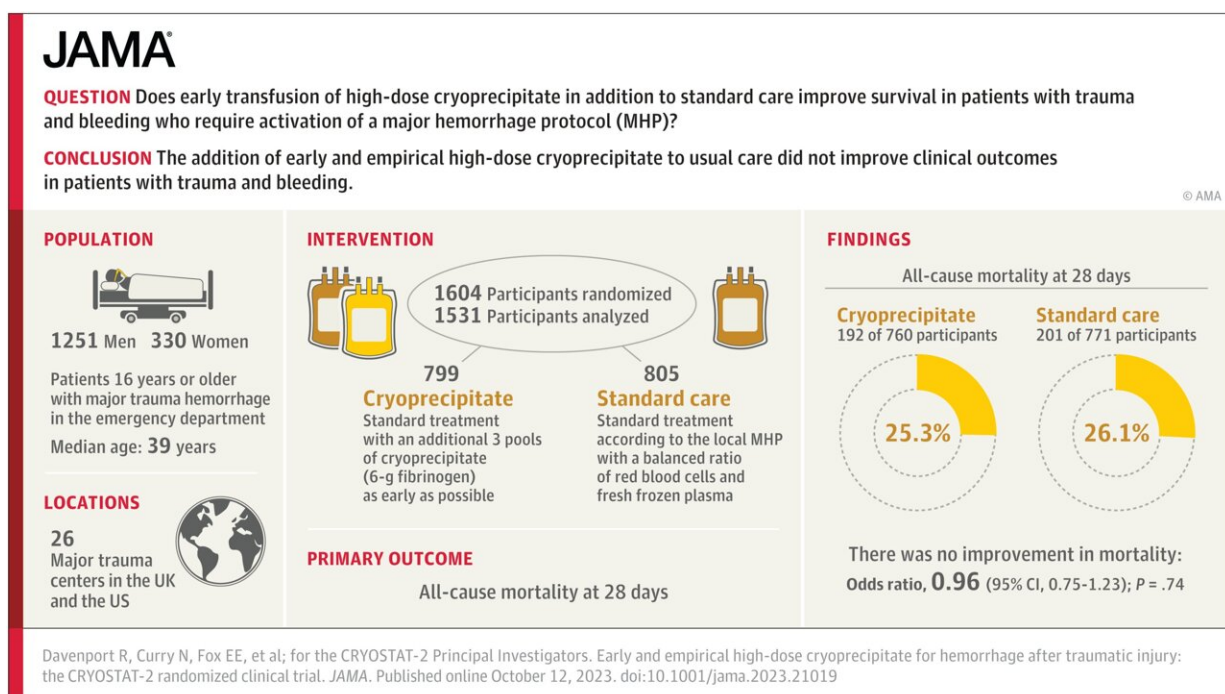 JAMA®
QUESTION Does early transfusion of high-dose cryoprecipitate in addition to standard care improve survival in patients with trauma
and bleeding who require activation of a major hemorrhage protocol (MHP)?
CONCLUSION The addition of early and empirical high-dose cryoprecipitate to usual care did not improve clinical outcomes
in patients with trauma and bleeding.
© AMA
POPULATION
1251 Men 330 Women
Patients 16 years or older
with major trauma hemorrhage
in the emergency department
Median age: 39 years
LOCATIONS
26
Major trauma
centers in the UK
and the US
INTERVENTION
1604 Participants randomized
1531 Participants analyzed
799
Cryoprecipitate
Standard treatment
with an additional 3 pools
of cryoprecipitate
(6-g fibrinogen)
as early as possible
805
Standard care
Standard treatment
according to the local MHP
with a balanced ratio
of red blood cells and
fresh frozen plasma
PRIMARY OUTCOME
All-cause mortality at 28 days
FINDINGS
All-cause mortality at 28 days
Cryoprecipitate
192 of 760 participants
25.3%
Standard care
201 of 771 participants
26.1%
There was no improvement in mortality:
Odds ratio, 0.96 (95% CI, 0.75-1.23); P = .74
Davenport R, Curry N, Fox EE, et al; for the CRYOSTAT-2 Principal Investigators. Early and empirical high-dose cryoprecipitate for hemorrhage after traumatic injury:
the CRYOSTAT-2 randomized clinical trial. JAMA. Published online October 12, 2023. doi:10.1001/jama.2023.21019